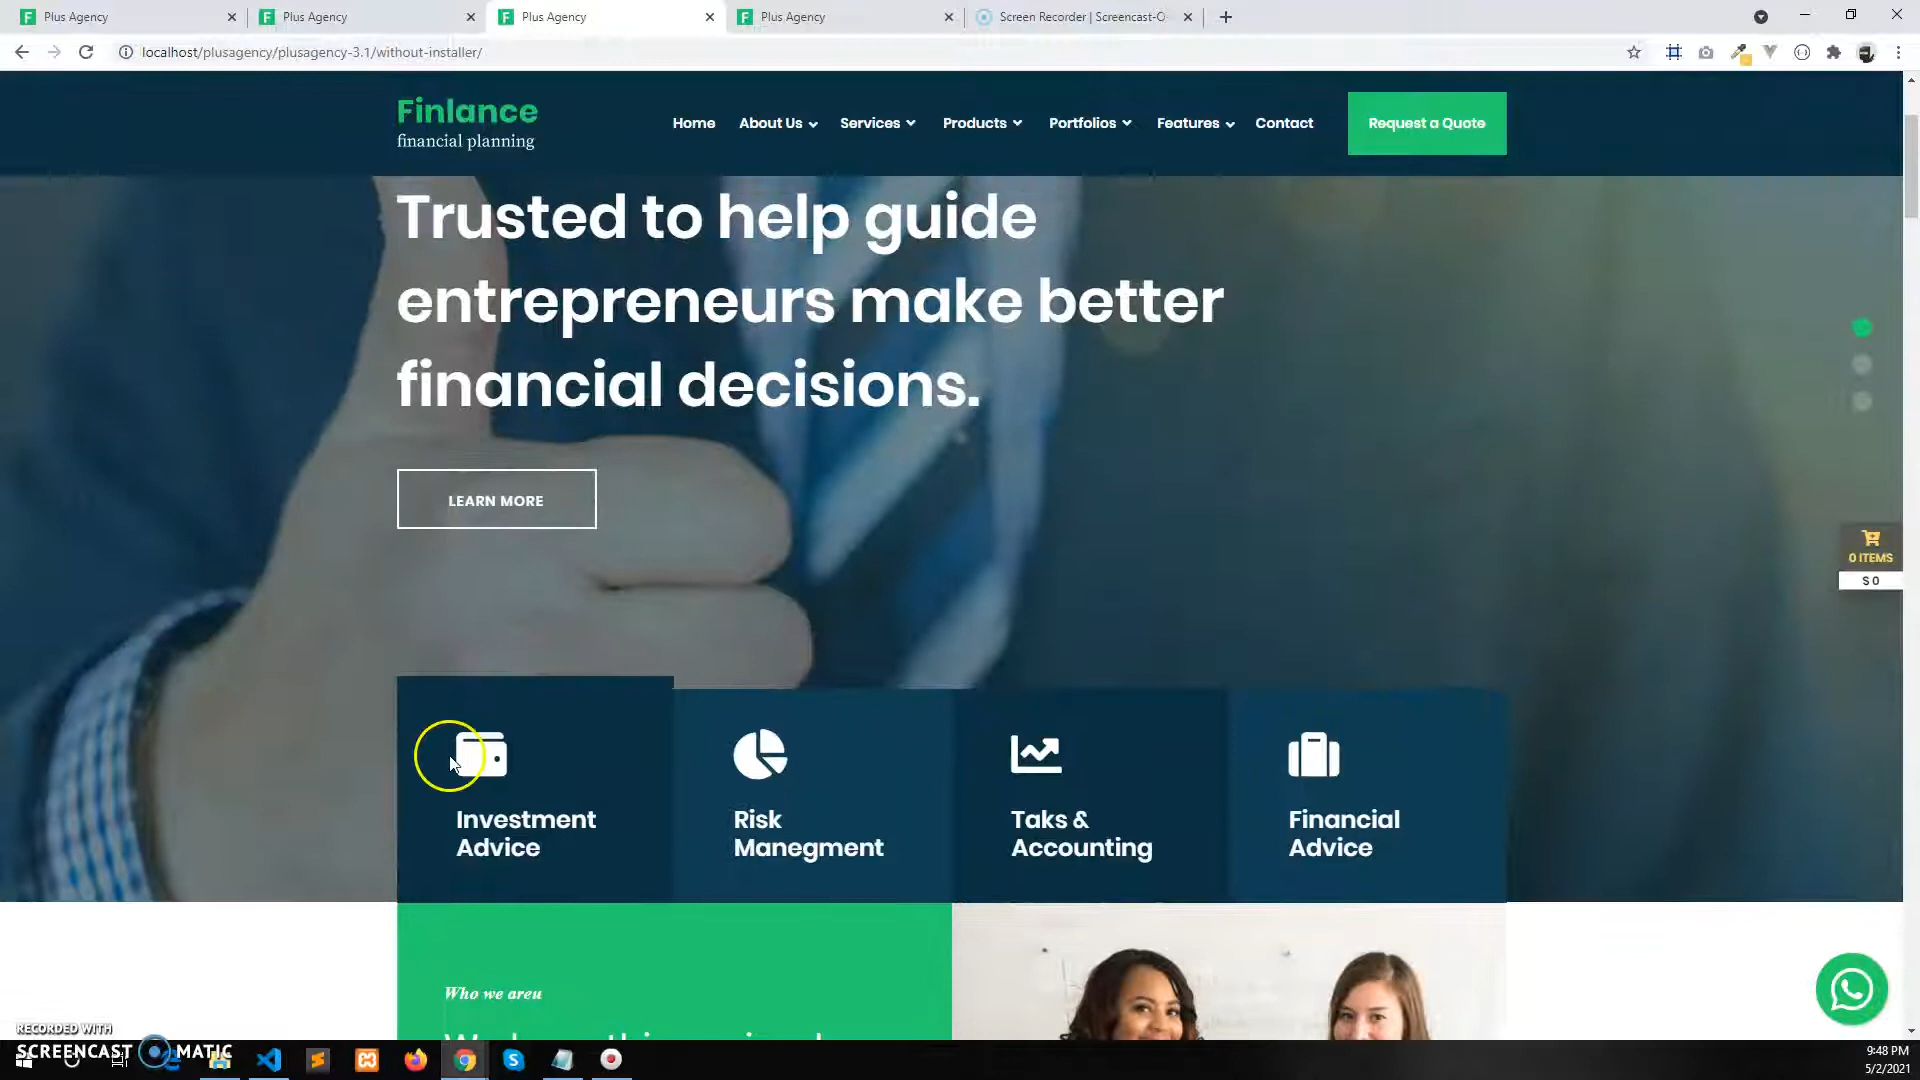 Plus Agency
Plus Agency
Plus Agency
Plus Agency
Screen Recorder | Screencast-O
localhost/plusagency/plusagency-3.1/without-installer/
Finlance
financial planning
Home
About Us
Services
Products
Portfolios
Features
Contact
Request a Quote
Trusted to help guide
entrepreneurs make better
financial decisions.
LEARN MORE
0 ITEMS
$ 0
Investment
Advice
Risk
Manegment
Taks &
Accounting
Financial
Advice
Who we areu
RECORDED WITH
SCREENCAST MATIC
9:48 PM
5/2/2021